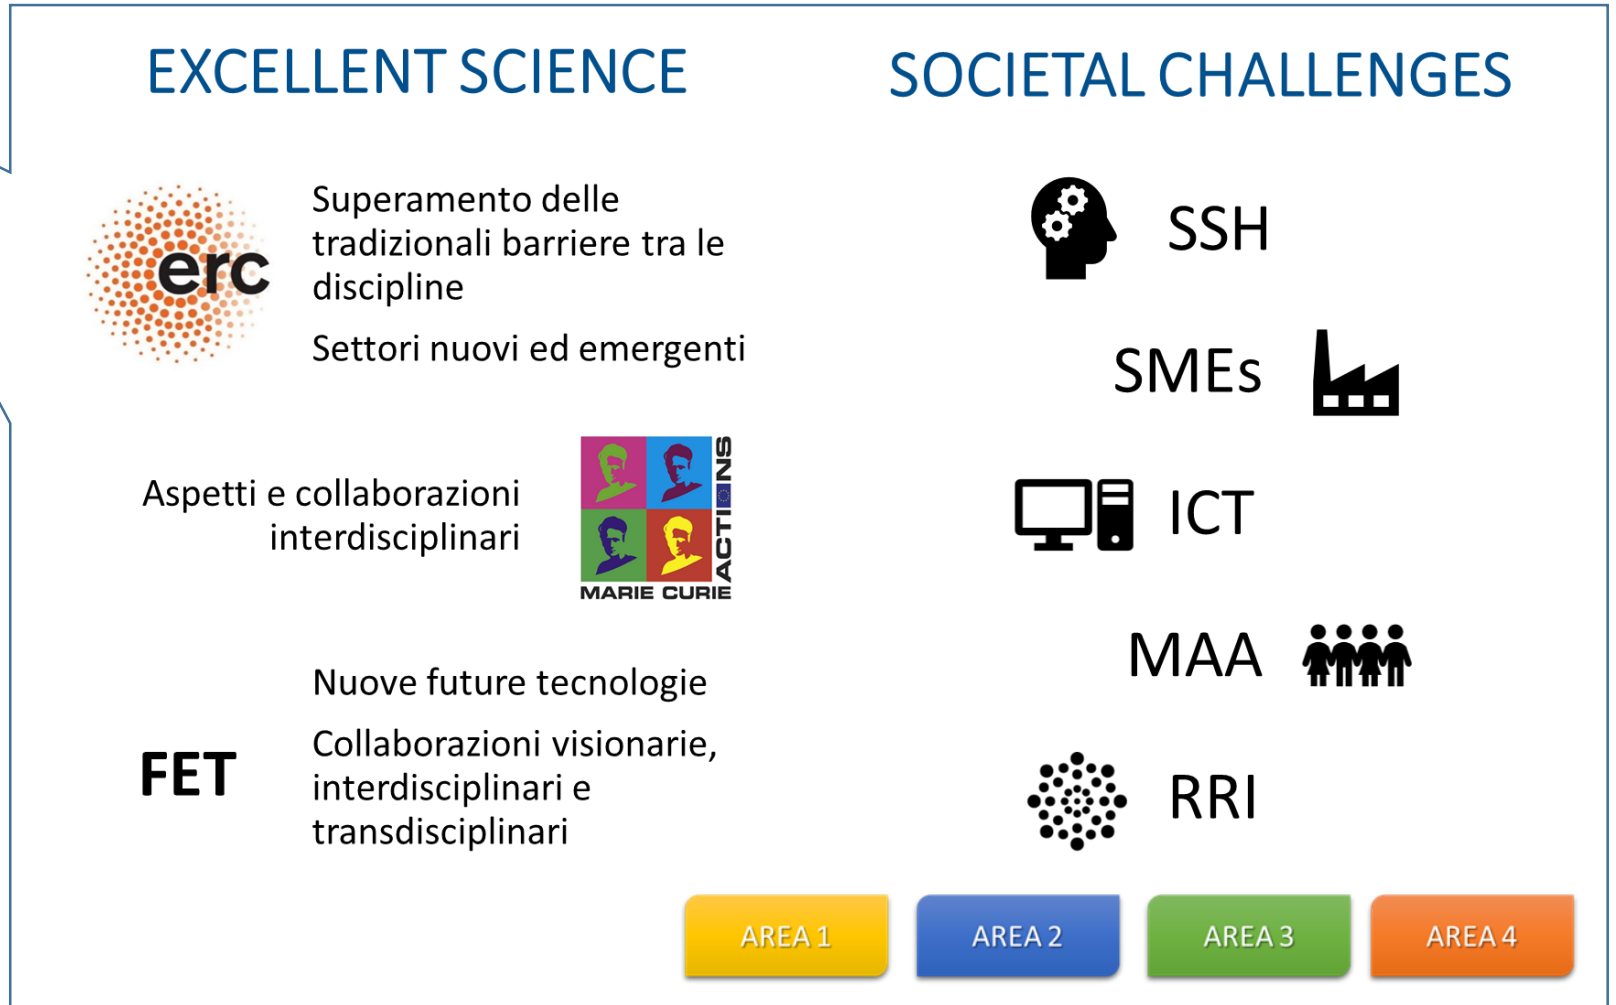 EXCELLENT SCIENCE
erc
Superamento delle
tradizionali barriere tra le
discipline
Settori nuovi ed emergenti
Aspetti e collaborazioni
interdisciplinari
MARIE CURIE
ACTIONS
FET
Nuove future tecnologie
Collaborazioni visionarie,
interdisciplinari e
transdisciplinari
SOCIETAL CHALLENGES
SSH
SMEs
ICT
MAA
RRI
AREA 1
AREA 2
AREA 3
AREA 4